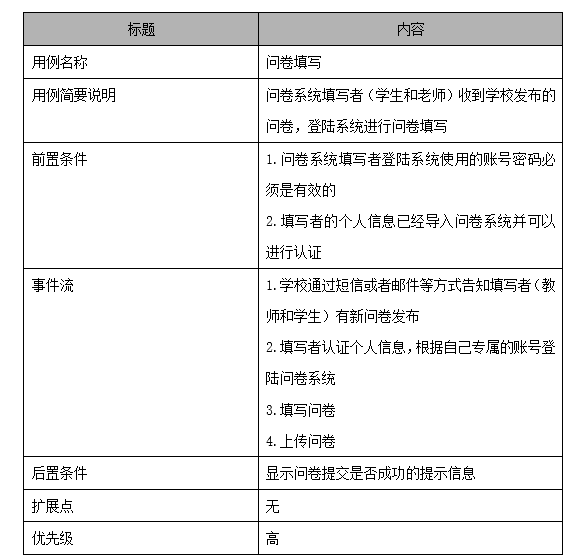 标题
内容
用例名称
问卷填写
用例简要说明
问卷系统填写者（学生和老师）收到学校发布的
问卷，登陆系统进行问卷填写
前置条件
1.问卷系统填写者登陆系统使用的账号密码必
须是有效的
2.填写者的个人信息已经导入问卷系统并可以
进行认证
事件流
1.学校通过短信或者邮件等方式告知填写者（教
师和学生）有新问卷发布
2.填写者认证个人信息，根据自己专属的账号登
陆问卷系统
3.填写问卷
4.上传问卷
后置条件
显示问卷提交是否成功的提示信息
扩展点
无
优先级
高